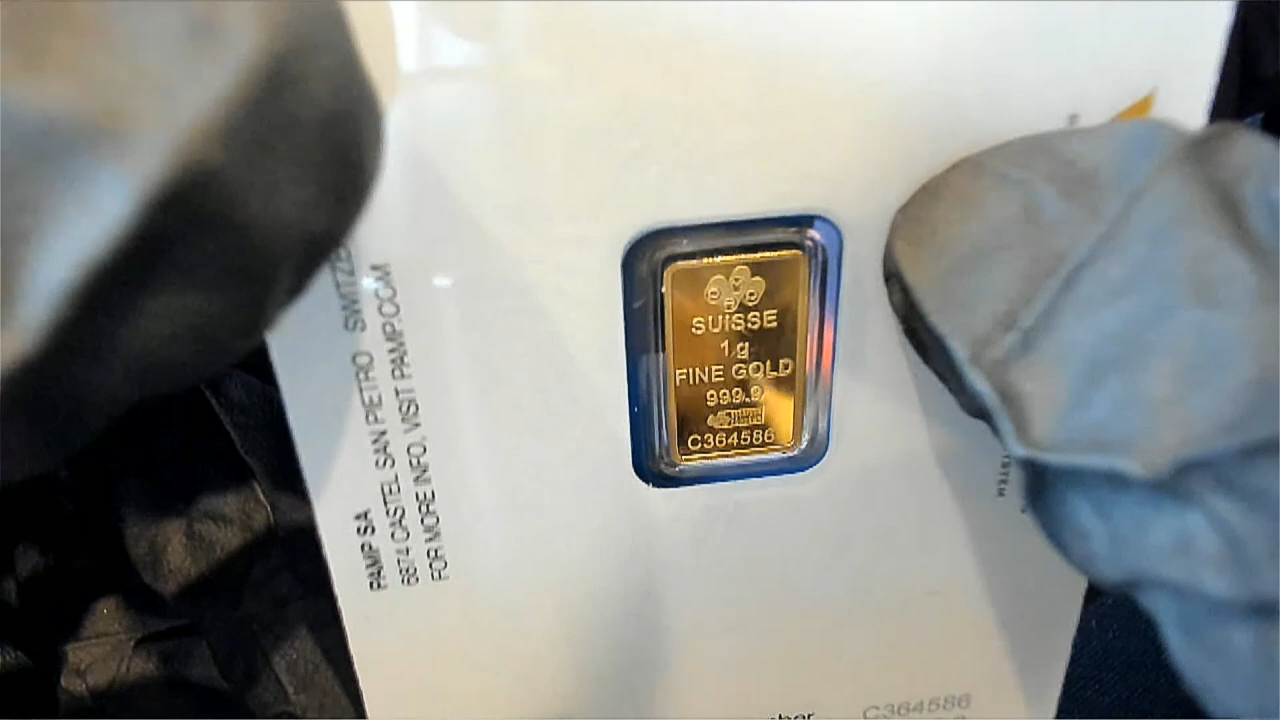 PAMP
SUISSE
1g
FINE GOLD
999.9
C364586
PAMP SA
6874 CASTEL SAN PIETRO
FOR MORE INFO, VISIT PAMP.COM
C364586